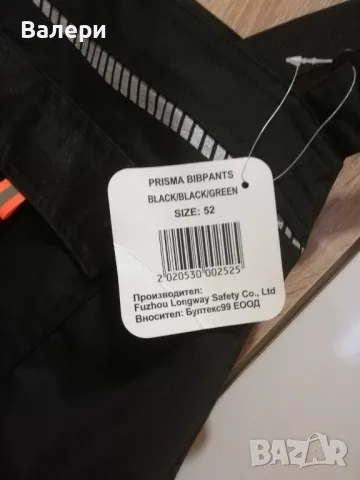 Валери
PRISMA BIBPANTS
BLACK/BLACK/GREEN
SIZE: 52
2 020530 002525
Производител:
Fuzhou Longway Safety Co., Ltd
Вносител: Бултекс99 ЕООД
BAZAR